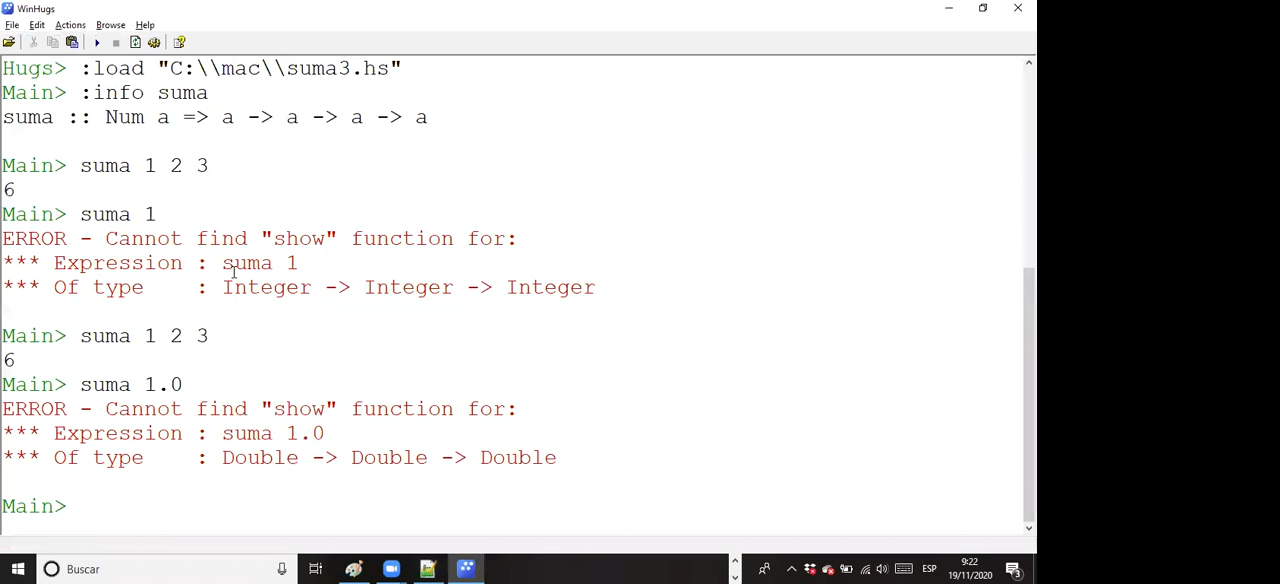 WinHugs
File Edit Actions Browse Help
Hugs> :load "C:\\mac\\suma3.hs"
Main> :info suma
suma :: Num a => a -> a -> a -> a
Main> suma 1 2 3
6
Main> suma 1
ERROR - Cannot find "show" function for:
*** Expression : suma 1
*** Of type : Integer -> Integer -> Integer
Main> suma 1 2 3
6
Main> suma 1.0
ERROR - Cannot find "show" function for:
*** Expression : suma 1.0
*** Of type : Double -> Double -> Double
Main>
Buscar
ESP
9:22
19/11/2020
3